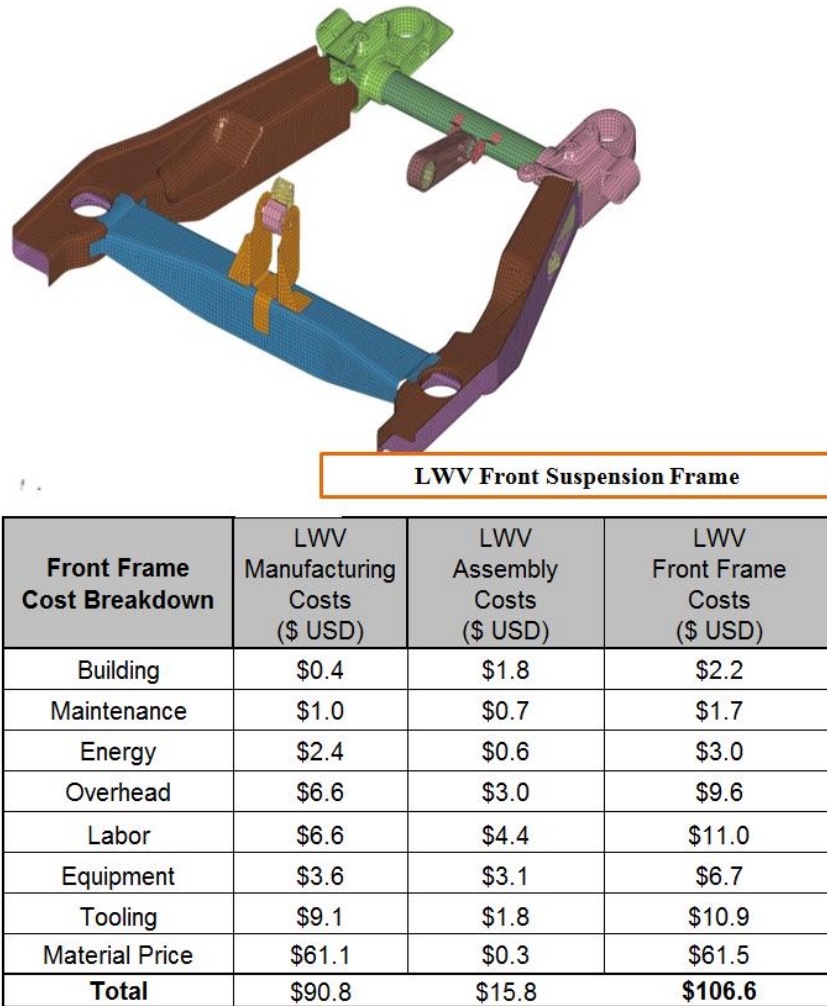 LWV Front Suspension Frame
Front Frame
Cost Breakdown
LWV
Manufacturing
Costs
($ USD)
LWV
Assembly
Costs
($ USD)
LWV
Front Frame
Costs
($ USD)
Building $0.4 $1.8 $2.2
Maintenance $1.0 $0.7 $1.7
Energy $2.4 $0.6 $3.0
Overhead $6.6 $3.0 $9.6
Labor $6.6 $4.4 $11.0
Equipment $3.6 $3.1 $6.7
Tooling $9.1 $1.8 $10.9
Material Price $61.1 $0.3 $61.5
Total $90.8 $15.8 $106.6